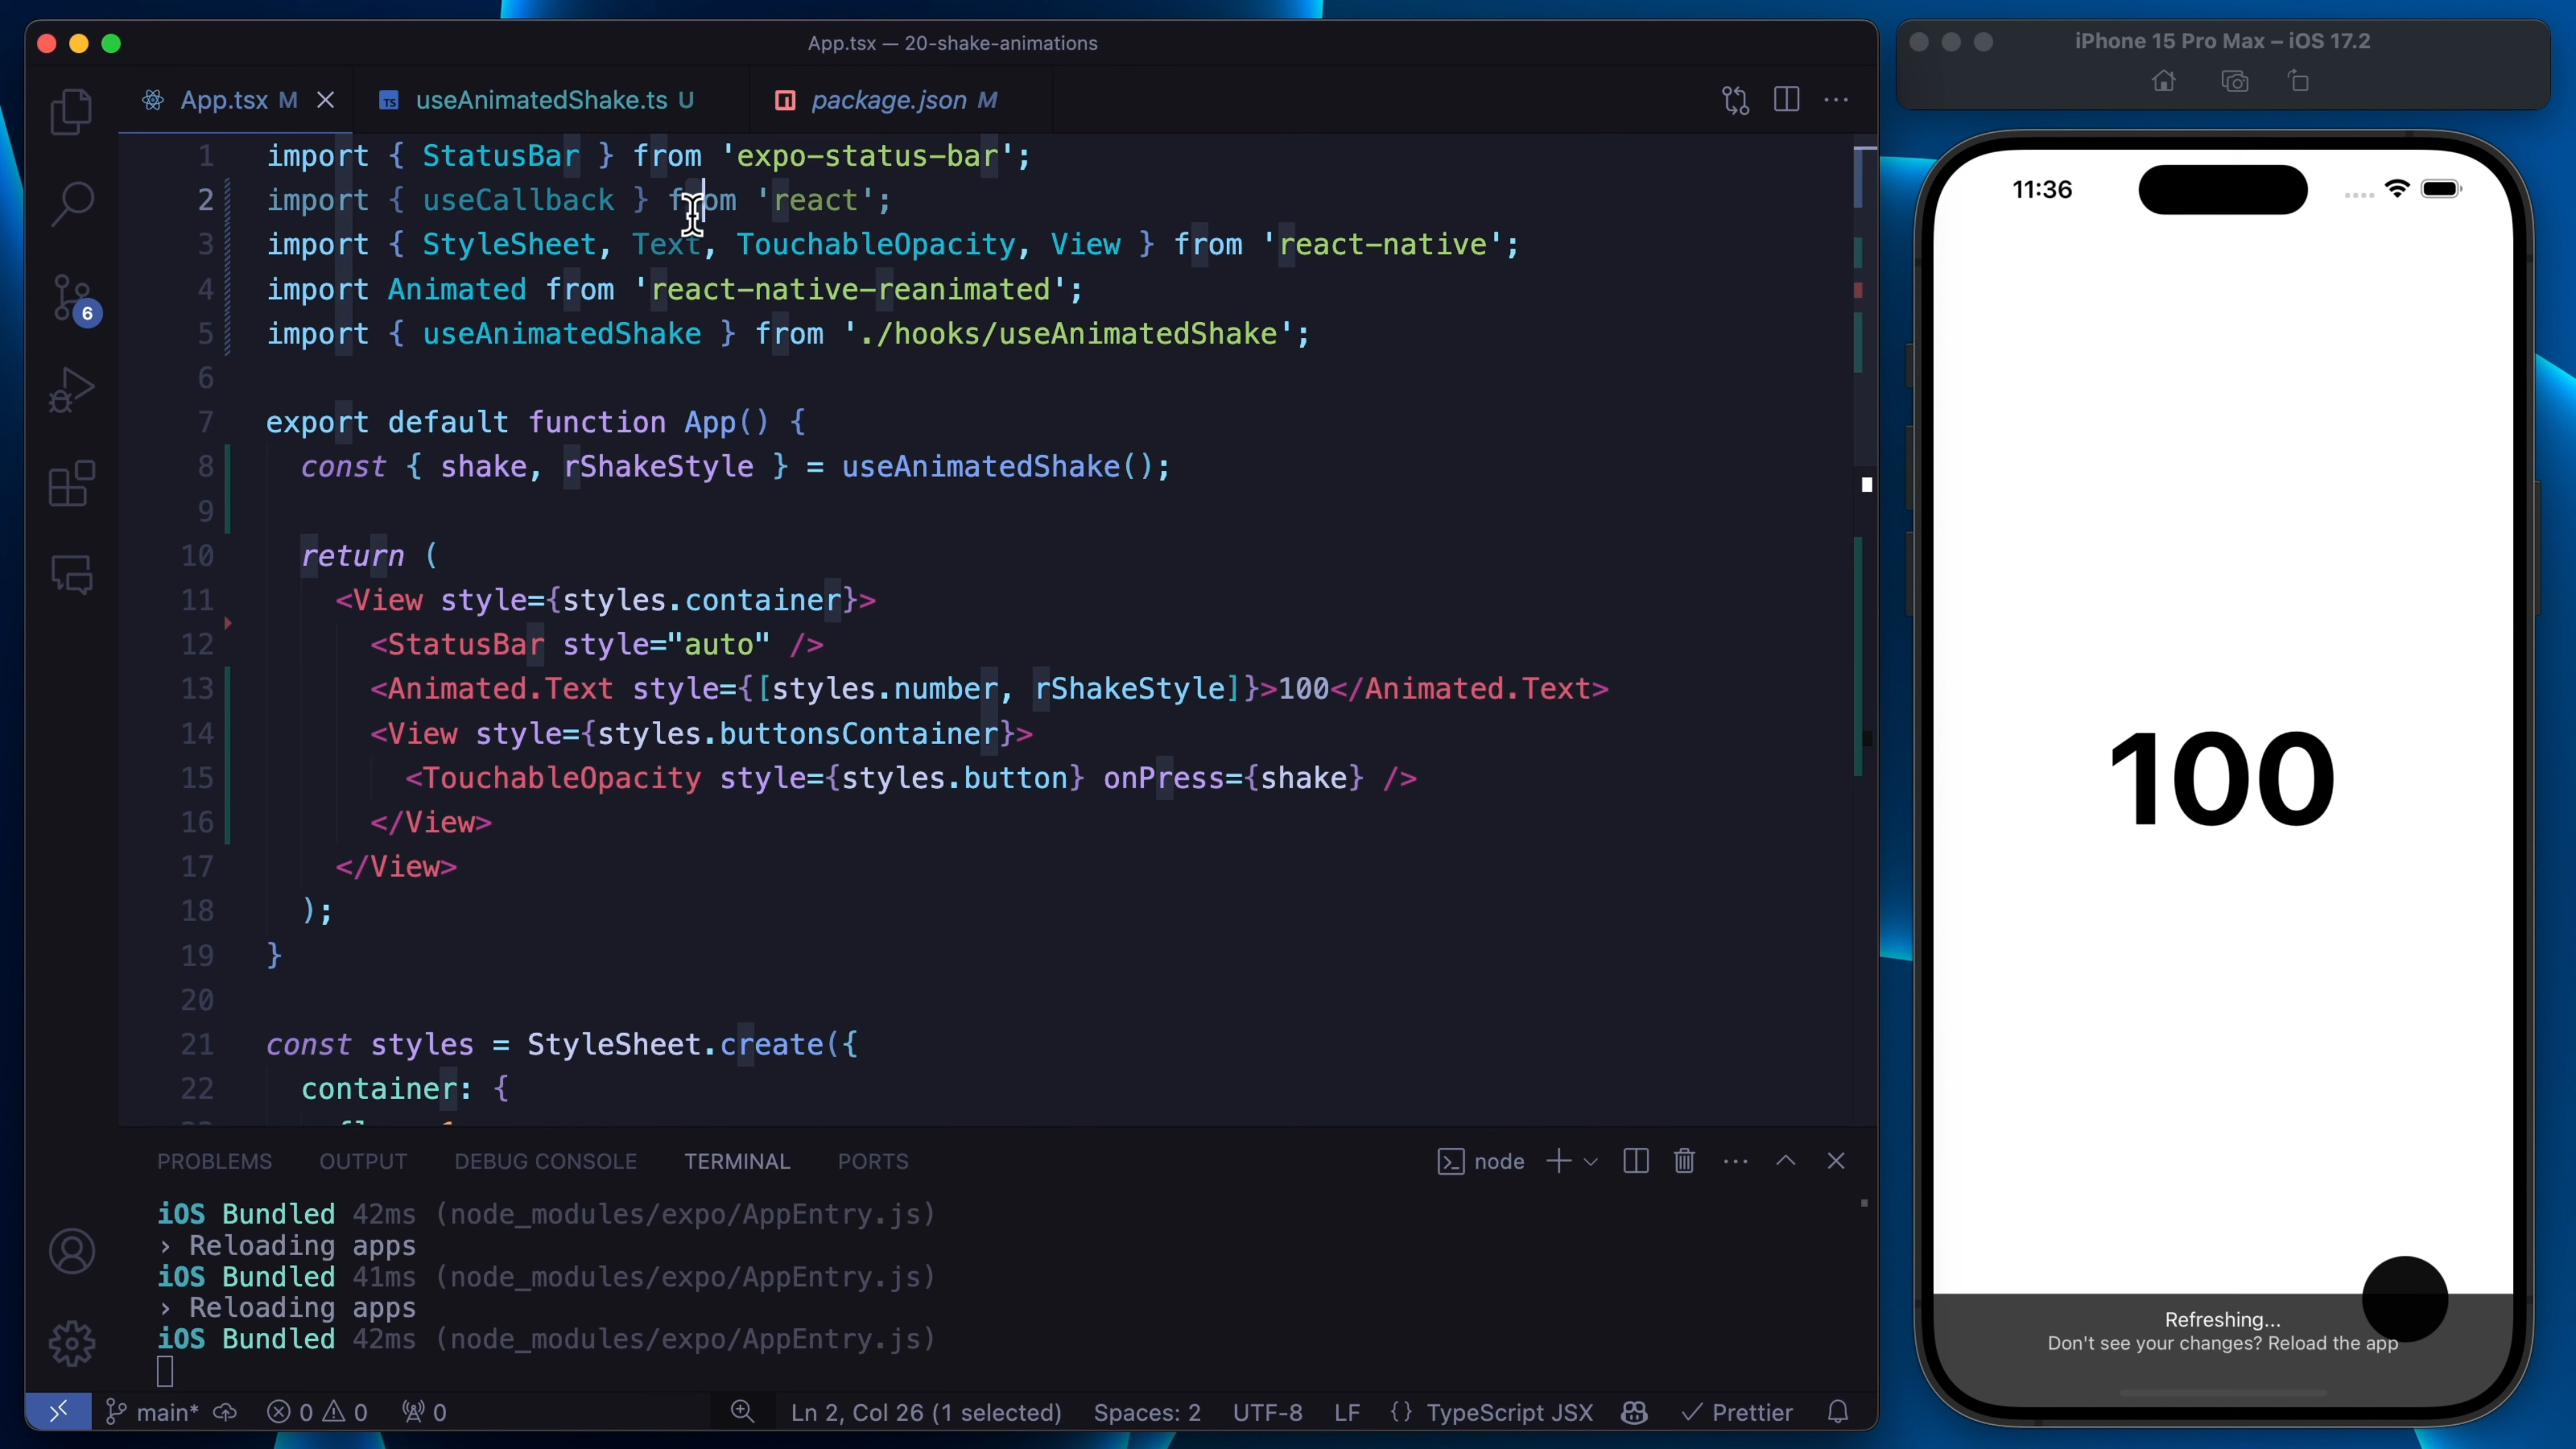 App.tsx — 20-shake-animations
App.tsx M
TS useAnimatedShake.ts U
package.json M
1 import { StatusBar } from 'expo-status-bar';
2 import { useCallback } from 'react';
3 import { StyleSheet, Text, TouchableOpacity, View } from 'react-native';
4 import Animated from 'react-native-reanimated';
5 import { useAnimatedShake } from './hooks/useAnimatedShake';
6
7 export default function App() {
8 const { shake, rShakeStyle } = useAnimatedShake();
9
10 return (
11 <View style={styles.container}>
12 <StatusBar style="auto" />
13 <Animated.Text style={[styles.number, rShakeStyle]}>100</Animated.Text>
14 <View style={styles.buttonsContainer}>
15 <TouchableOpacity style={styles.button} onPress={shake} />
16 </View>
17 </View>
18 );
19 }
20
21 const styles = StyleSheet.create({
22 container: {
6
PROBLEMS OUTPUT DEBUG CONSOLE TERMINAL PORTS
node
iOS Bundled 42ms (node_modules/expo/AppEntry.js)
› Reloading apps
iOS Bundled 41ms (node_modules/expo/AppEntry.js)
› Reloading apps
iOS Bundled 42ms (node_modules/expo/AppEntry.js)
main* 0 0 0 Ln 2, Col 26 (1 selected) Spaces: 2 UTF-8 LF {} TypeScript JSX Prettier
iPhone 15 Pro Max – iOS 17.2
11:36
100
Refreshing...
Don't see your changes? Reload the app